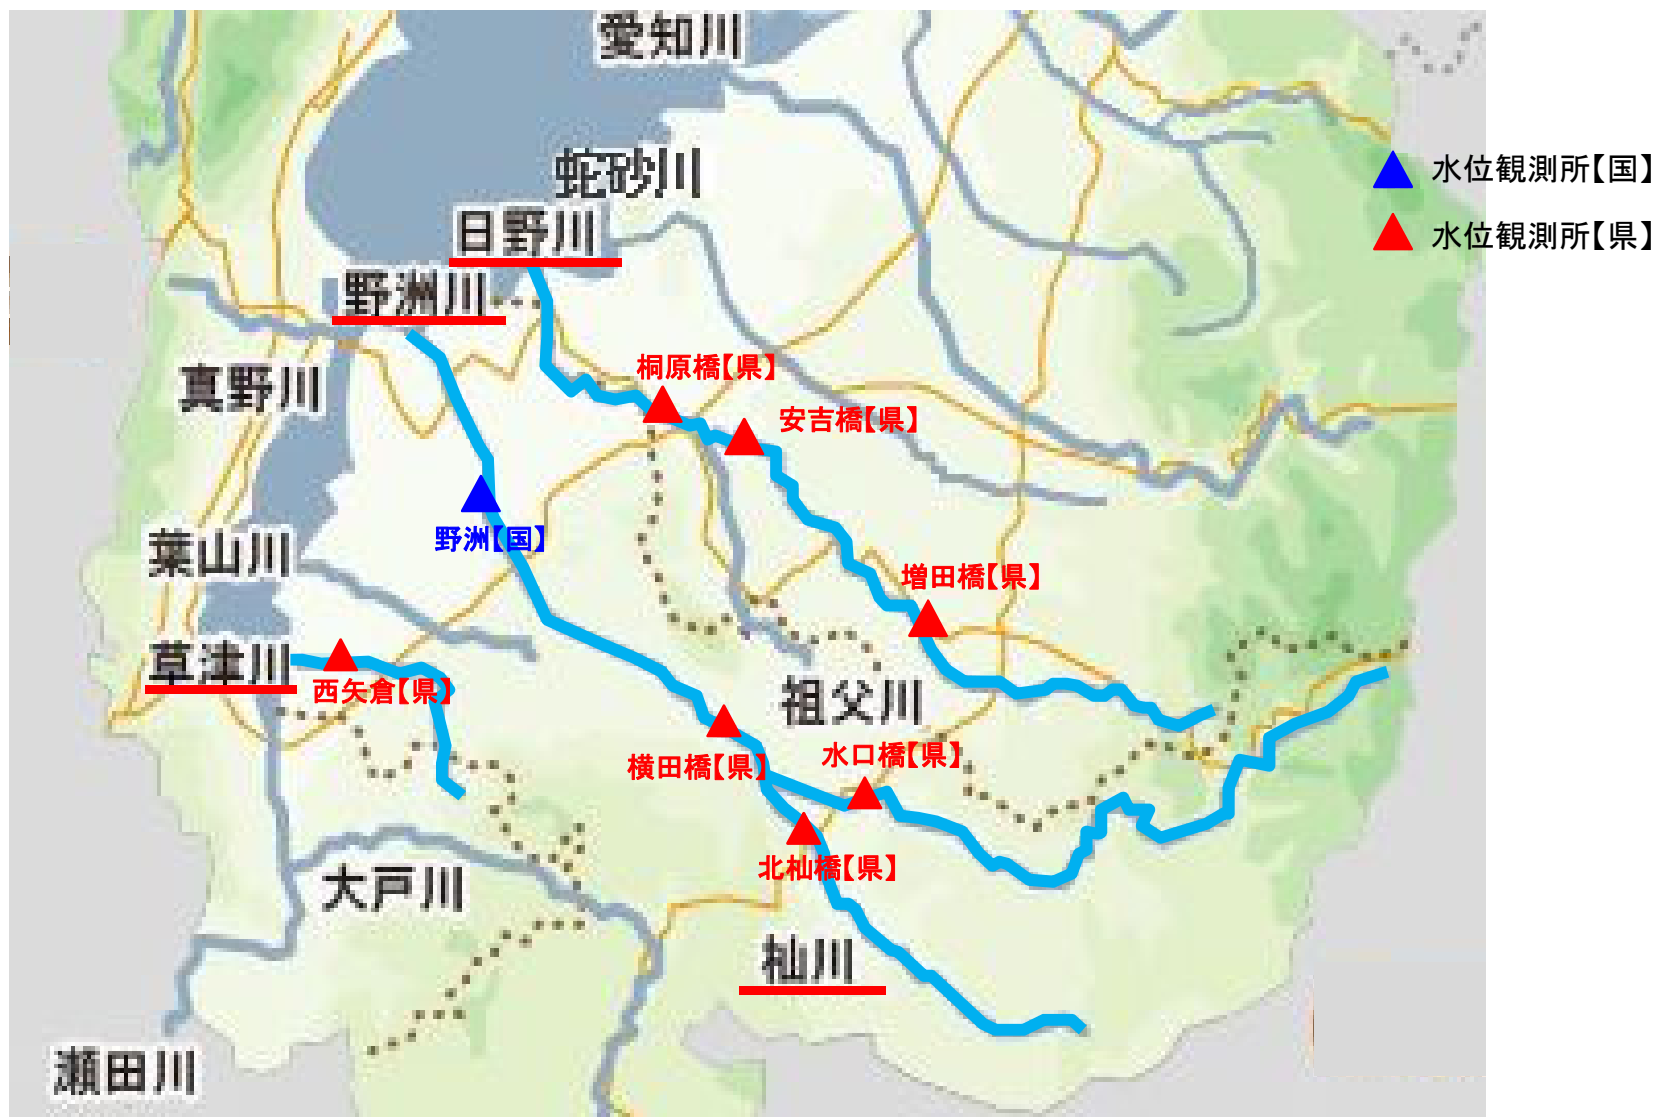 愛知川
蛇砂川
水位観測所【国】
日野川
水位観測所【県】
野洲川
桐原橋【県】
真野川
安吉橋【県】
野洲【国】
葉山川
増田橋【県】
草津川
西矢倉【県】
祖父川
横田橋【県】
水口橋【県】
北杣橋【県】
大戸川
杣川
瀬田川